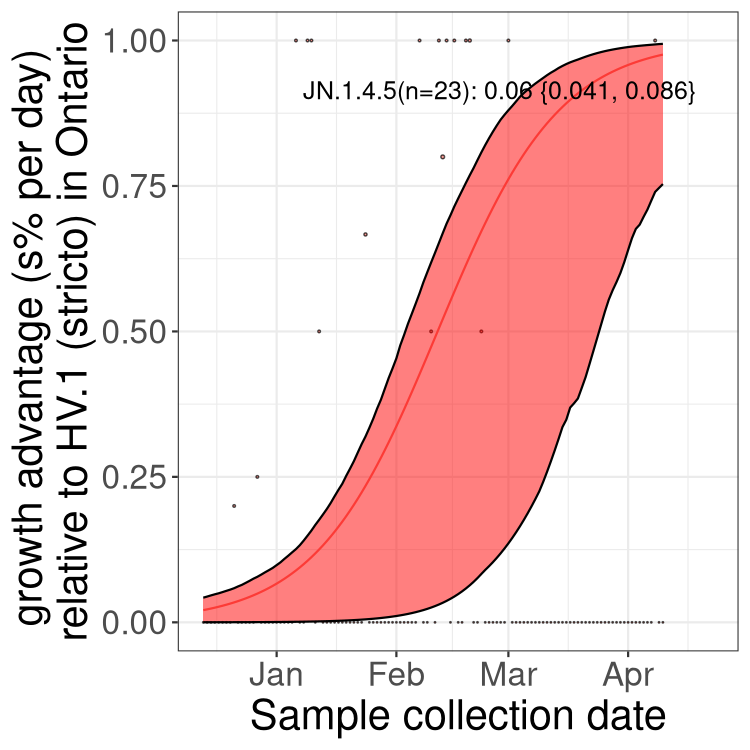 growth advantage (s% per day)
relative to HV.1 (stricto) in Ontario
1.00
0.75
0.50
0.25
0.00
JN.1.4.5(n=23): 0.06 {0.041, 0.086}
Jan Feb Mar Apr
Sample collection date